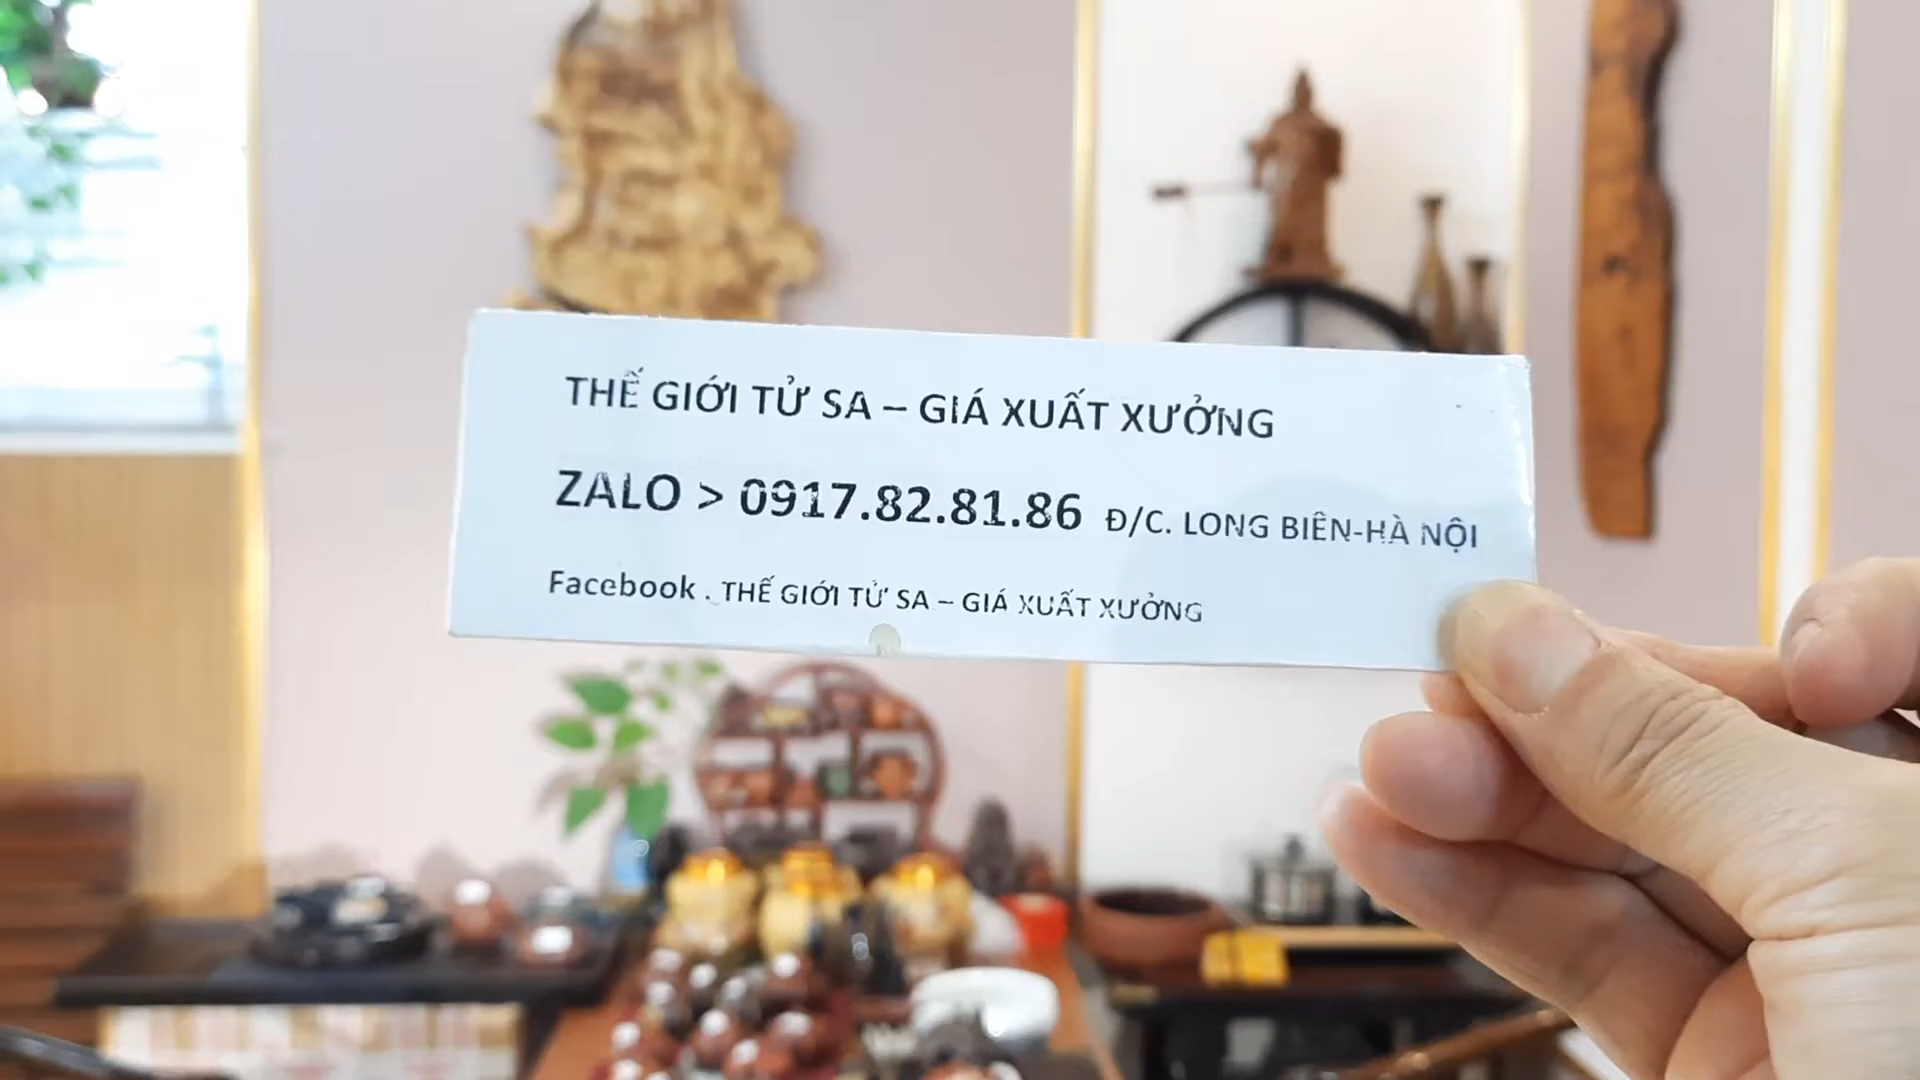 THẾ GIỚI TỬ SA – GIÁ XUẤT XƯỞNG
ZALO > 0917.82.81.86 Đ/C. LONG BIÊN-HÀ NỘI
Facebook . THẾ GIỚI TỬ SA – GIÁ XUẤT XƯỞNG